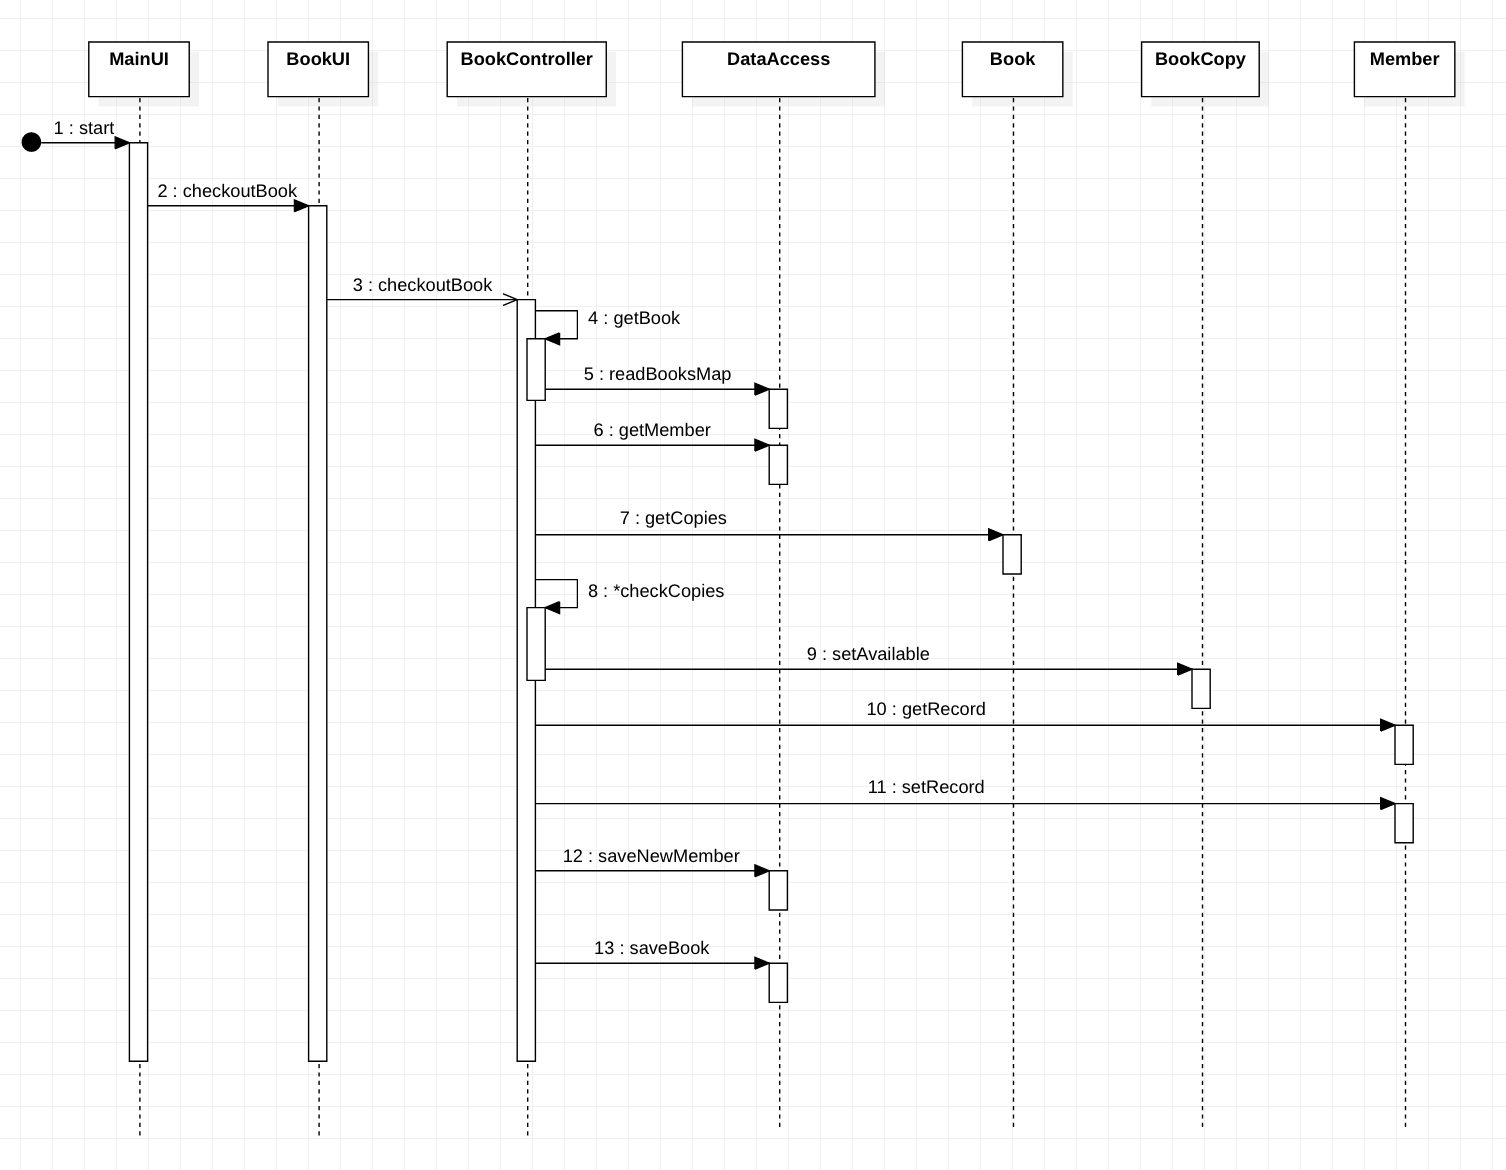 MainUI
BookUI
BookController
DataAccess
Book
BookCopy
Member
1 : start
2 : checkoutBook
3 : checkoutBook
4 : getBook
5 : readBooksMap
6 : getMember
7 : getCopies
8 : *checkCopies
9 : setAvailable
10 : getRecord
11 : setRecord
12 : saveNewMember
13 : saveBook